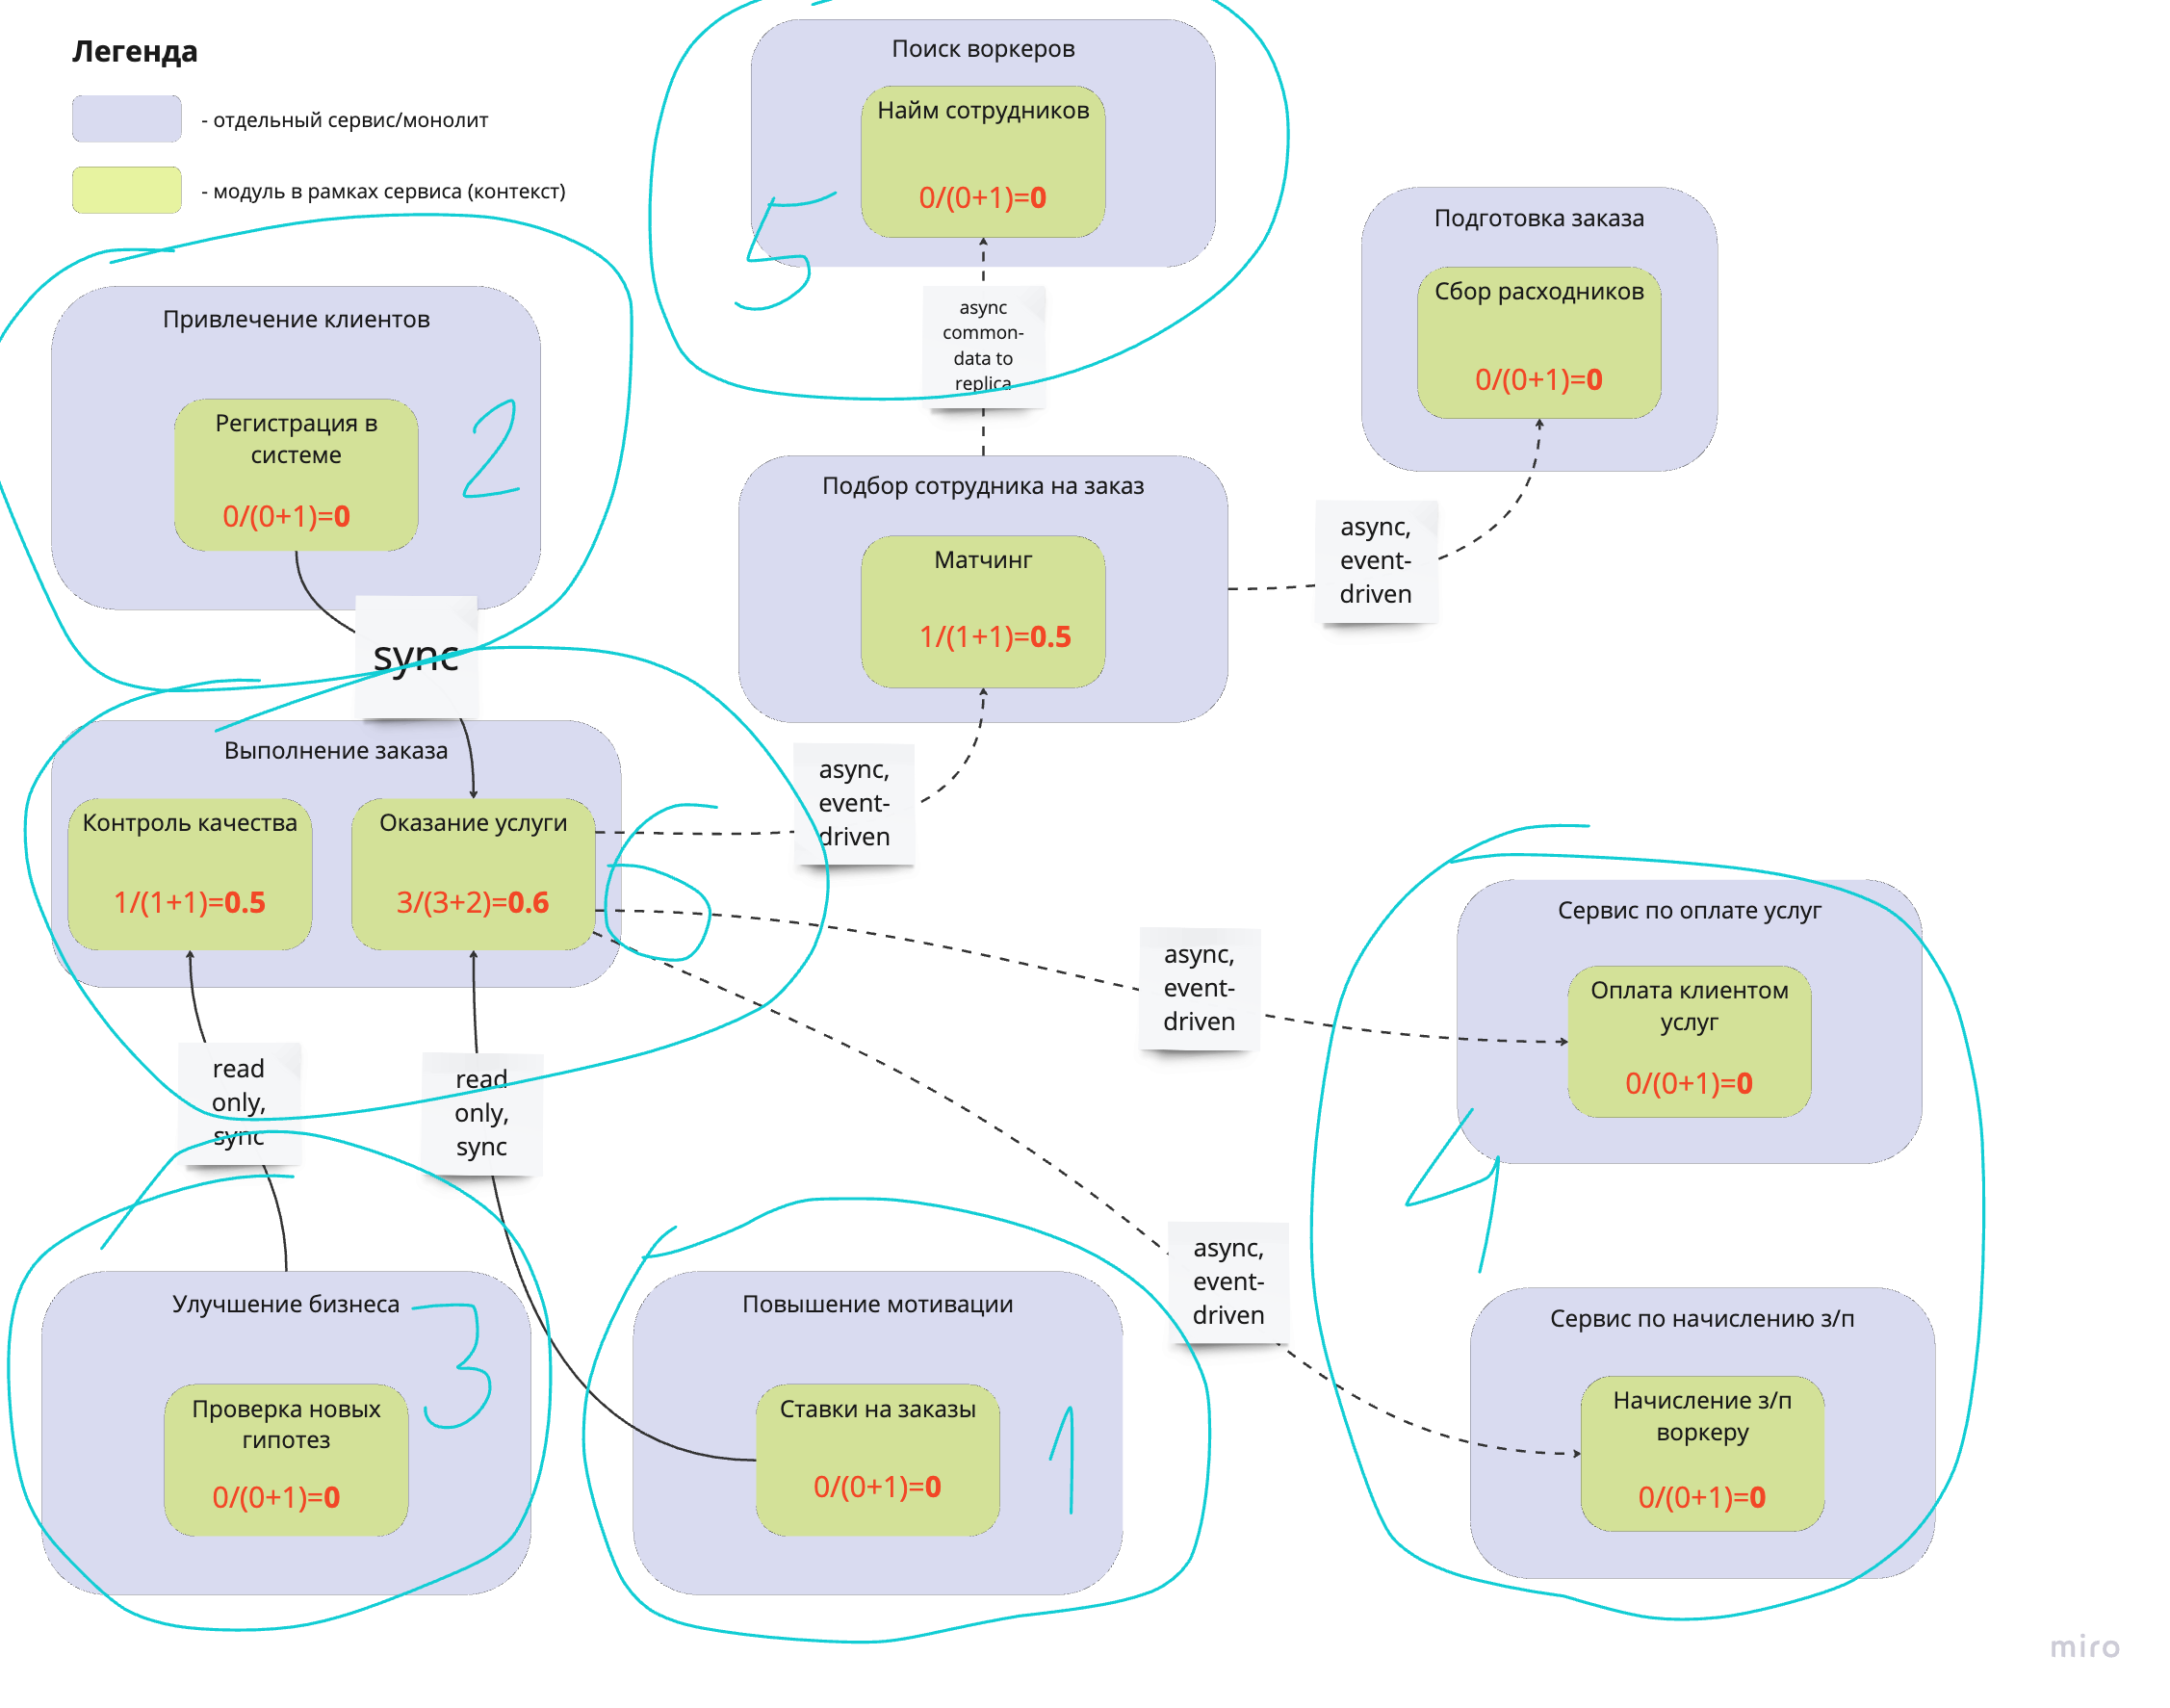 Легенда
- отдельный сервис/монолит
- модуль в рамках сервиса (контекст)
Поиск воркеров
Найм сотрудников
0/(0+1)=0
5
async
common-
data to
replica
Подготовка заказа
Сбор расходников
0/(0+1)=0
Привлечение клиентов
Регистрация в
системе
0/(0+1)=0
2
sync
Подбор сотрудника на заказ
Матчинг
1/(1+1)=0.5
async,
event-
driven
Выполнение заказа
Контроль качества
1/(1+1)=0.5
Оказание услуги
3/(3+2)=0.6
6
async,
event-
driven
async,
event-
driven
Сервис по оплате услуг
Оплата клиентом
услуг
0/(0+1)=0
4
read
only,
sync
read
only,
sync
async,
event-
driven
Улучшение бизнеса
3
Проверка новых
гипотез
0/(0+1)=0
Повышение мотивации
Ставки на заказы
0/(0+1)=0
1
Сервис по начислению з/п
Начисление з/п
воркеру
0/(0+1)=0
miro